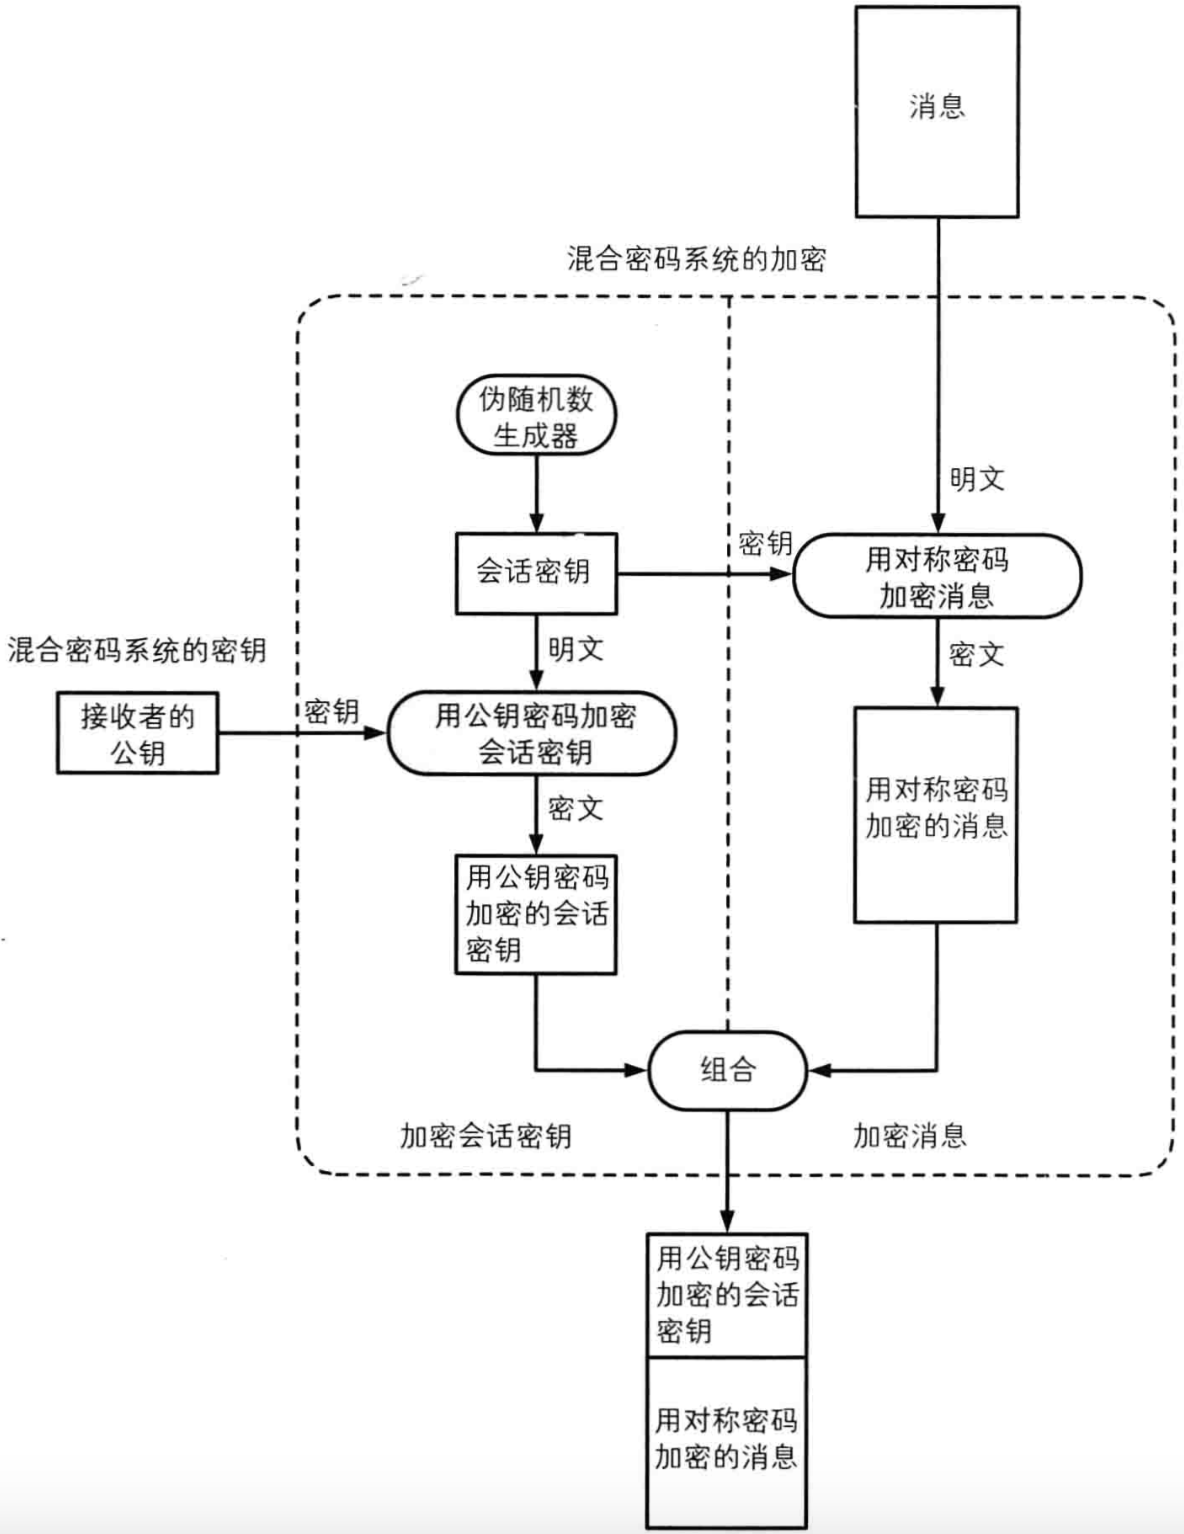 消息
混合密码系统的加密
伪随机数
生成器
明文
密钥
用对称密码
加密消息
会话密钥
明文
密文
混合密码系统的密钥
接收者的
公钥
密钥
用公钥密码加密
会话密钥
用对称密码
加密的消息
密文
用公钥密码
加密的会话
密钥
组合
加密会话密钥
加密消息
用公钥密码
加密的会话
密钥
用对称密码
加密的消息